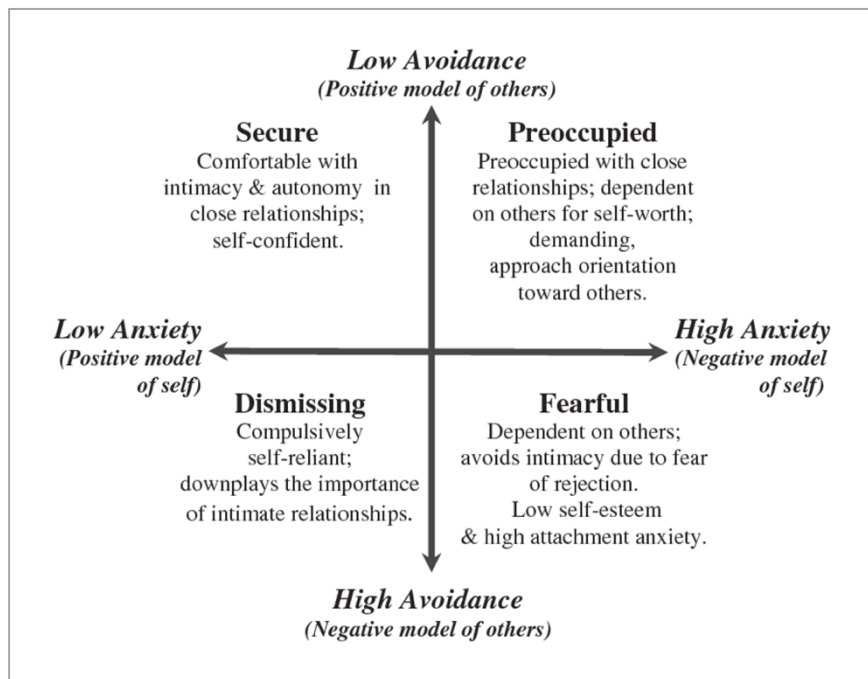 Low Avoidance
(Positive model of others)
Secure
Comfortable with
intimacy & autonomy in
close relationships;
self-confident.
Preoccupied
Preoccupied with close
relationships; dependent
on others for self-worth;
demanding,
approach orientation
toward others.
Low Anxiety
(Positive model
of self)
High Anxiety
(Negative model
of self)
Dismissing
Compulsively
self-reliant;
downplays the importance
of intimate relationships.
Fearful
Dependent on others;
avoids intimacy due to fear
of rejection.
Low self-esteem
& high attachment anxiety.
High Avoidance
(Negative model of others)